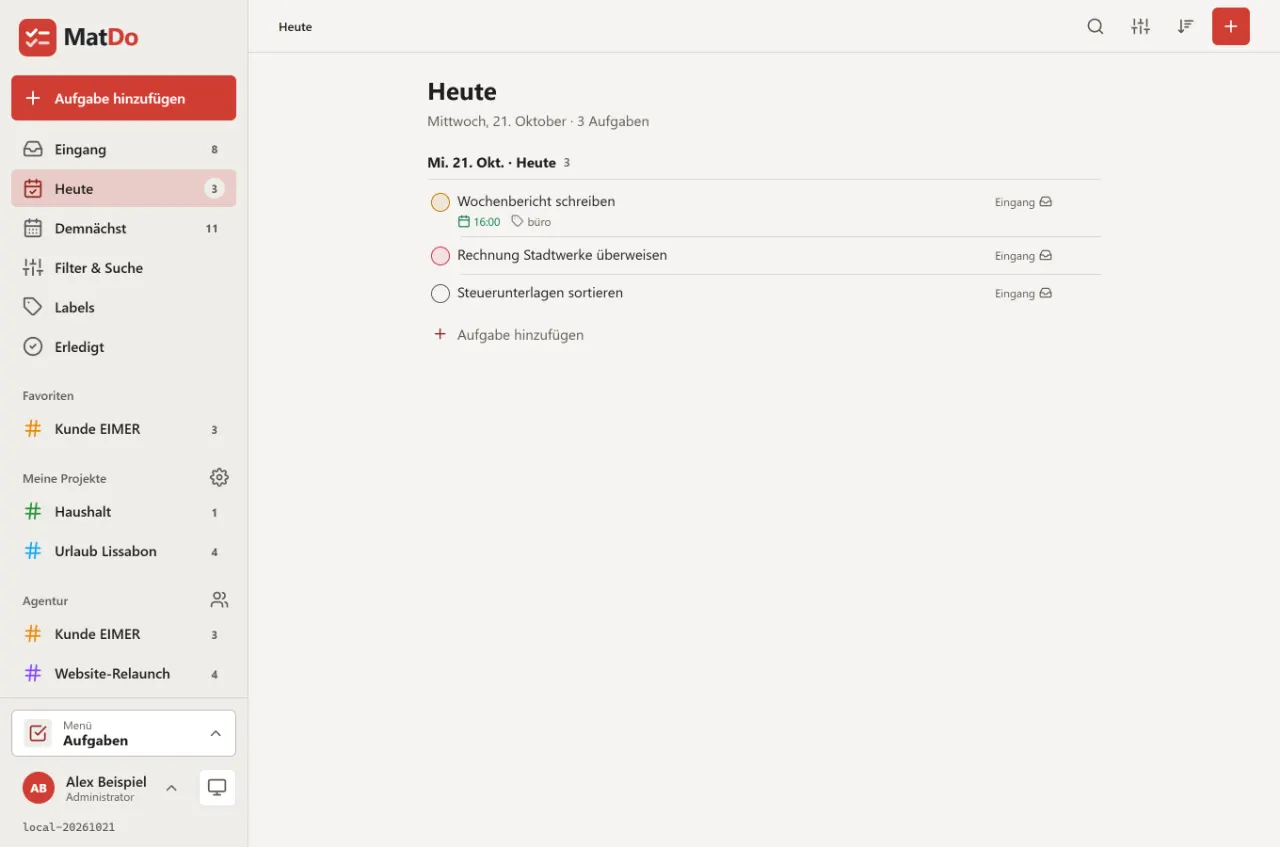 MatDo
Aufgabe hinzufügen
Eingang 8
Heute 3
Demnächst 11
Filter & Suche
Labels
Erledigt
Favoriten
Kunde EIMER 3
Meine Projekte
Haushalt 1
Urlaub Lissabon 4
Agentur
Kunde EIMER 3
Website-Relaunch 4
Menü
Aufgaben
AB
Alex Beispiel
Administrator
local-20261021
Heute
Heute
Mittwoch, 21. Oktober · 3 Aufgaben
Mi. 21. Okt. · Heute 3
Wochenbericht schreiben Eingang
16:00 büro
Rechnung Stadtwerke überweisen Eingang
Steuerunterlagen sortieren Eingang
Aufgabe hinzufügen